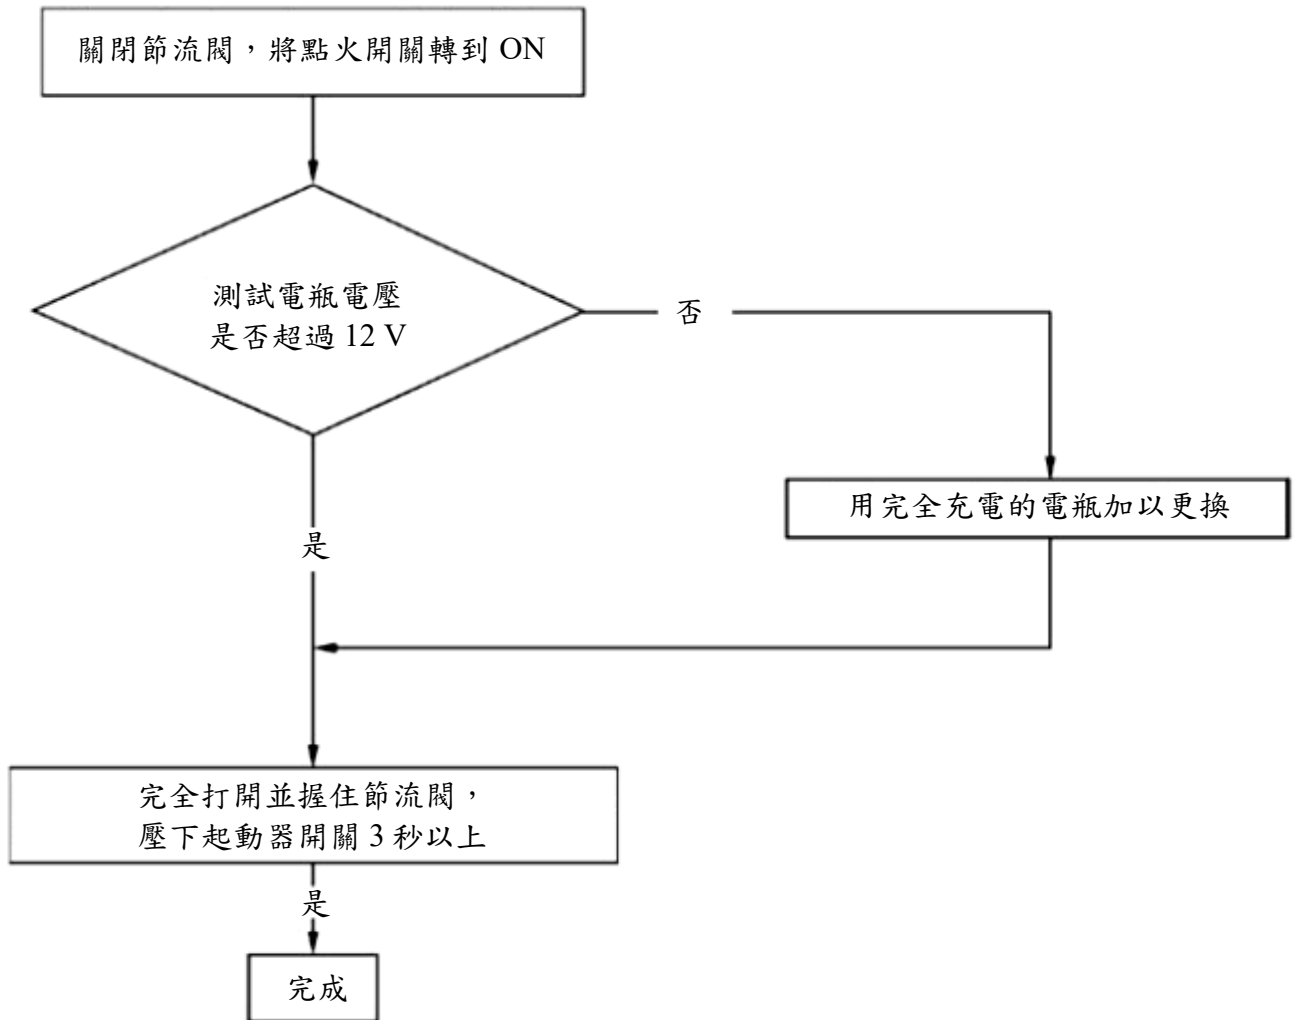 關閉節流閥，將點火開關轉到 ON
測試電瓶電壓
是否超過 12 V
否
用完全充電的電瓶加以更換
是
完全打開並握住節流閥，
壓下起動器開關 3 秒以上
是
完成